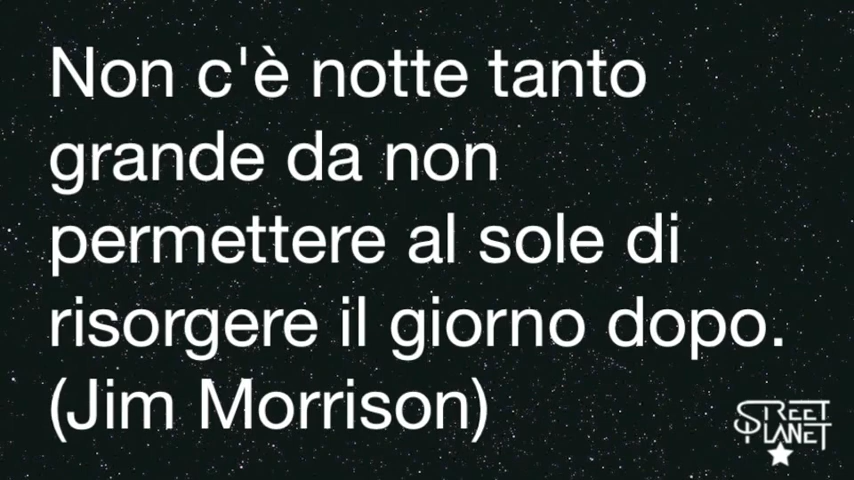 Non c'è notte tanto
grande da non
permettere al sole di
risorgere il giorno dopo.
(Jim Morrison)
STREET
PLANET